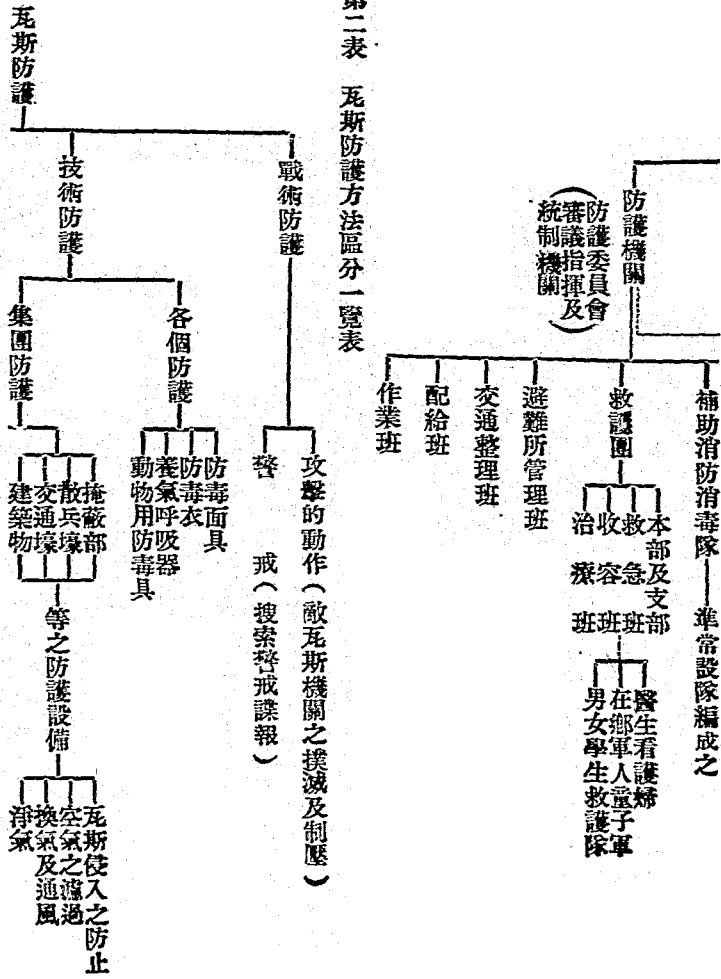 補助消防消毒隊——準常設隊編成之
防護機關
(防護委員會
審議指揮及
統制機關)
救護團
本部及支部
救急班
收容班
治療班
醫生看護婦
在鄉軍人童子軍
男女學生救護隊
避難所管理班
交通整理班
配給班
作業班
第二表 瓦斯防護方法區分一覽表
瓦斯防護
戰術防護
攻擊的動作(敵瓦斯機關之撲滅及制壓)
警戒(搜索警戒諜報)
技術防護
各個防護
防毒面具
防毒衣
養氣呼吸器
動物用防毒具
集團防護
掩蔽部
散兵壕
交通壕
建築物
等之防護設備
瓦斯侵入之防止
空氣之濾過
換氣及通風
淨氣